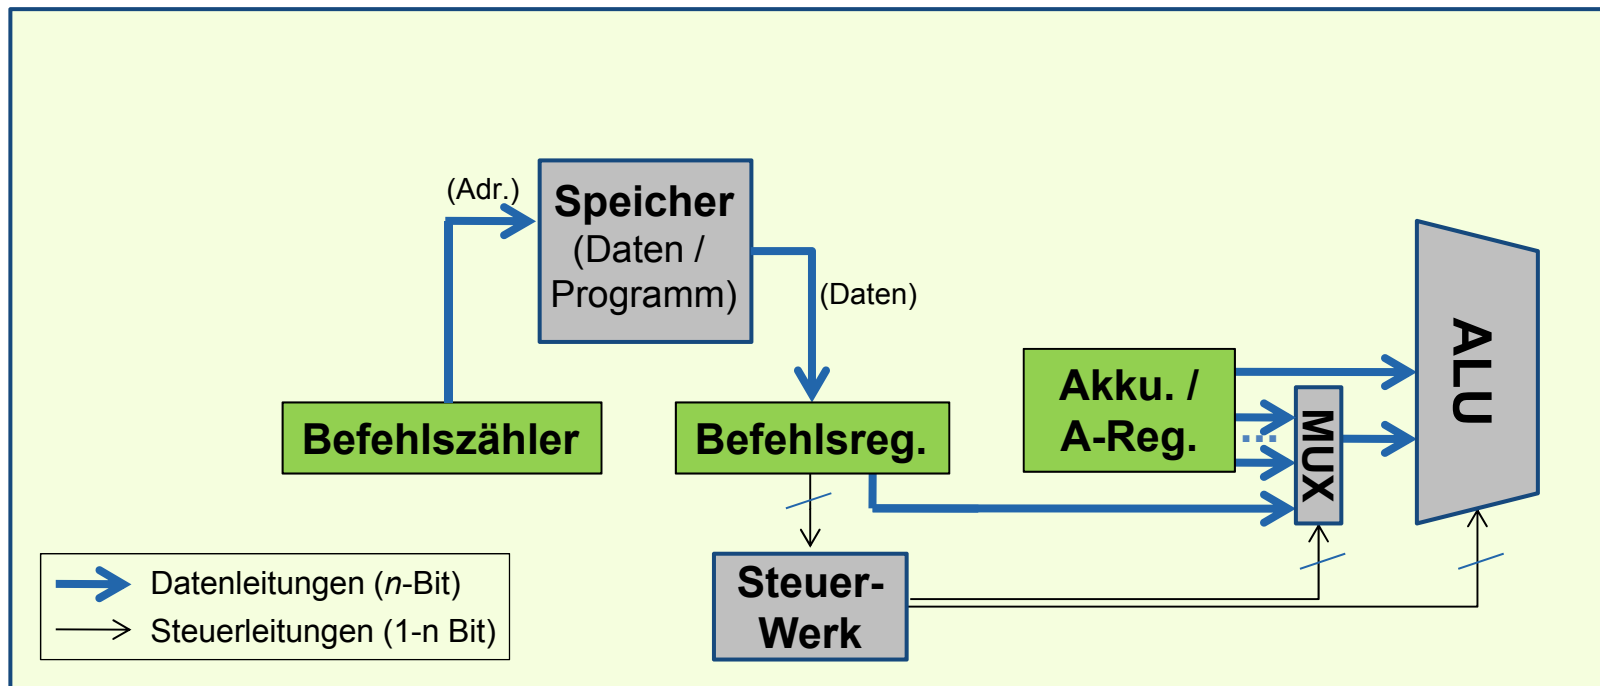 (Adr.)
Speicher
(Daten /
Programm)
(Daten)
ALU
Akku. /
A-Reg.
MUX
Befehlszähler
Befehlsreg.
Steuer-
Werk
Datenleitungen (n-Bit)
Steuerleitungen (1-n Bit)